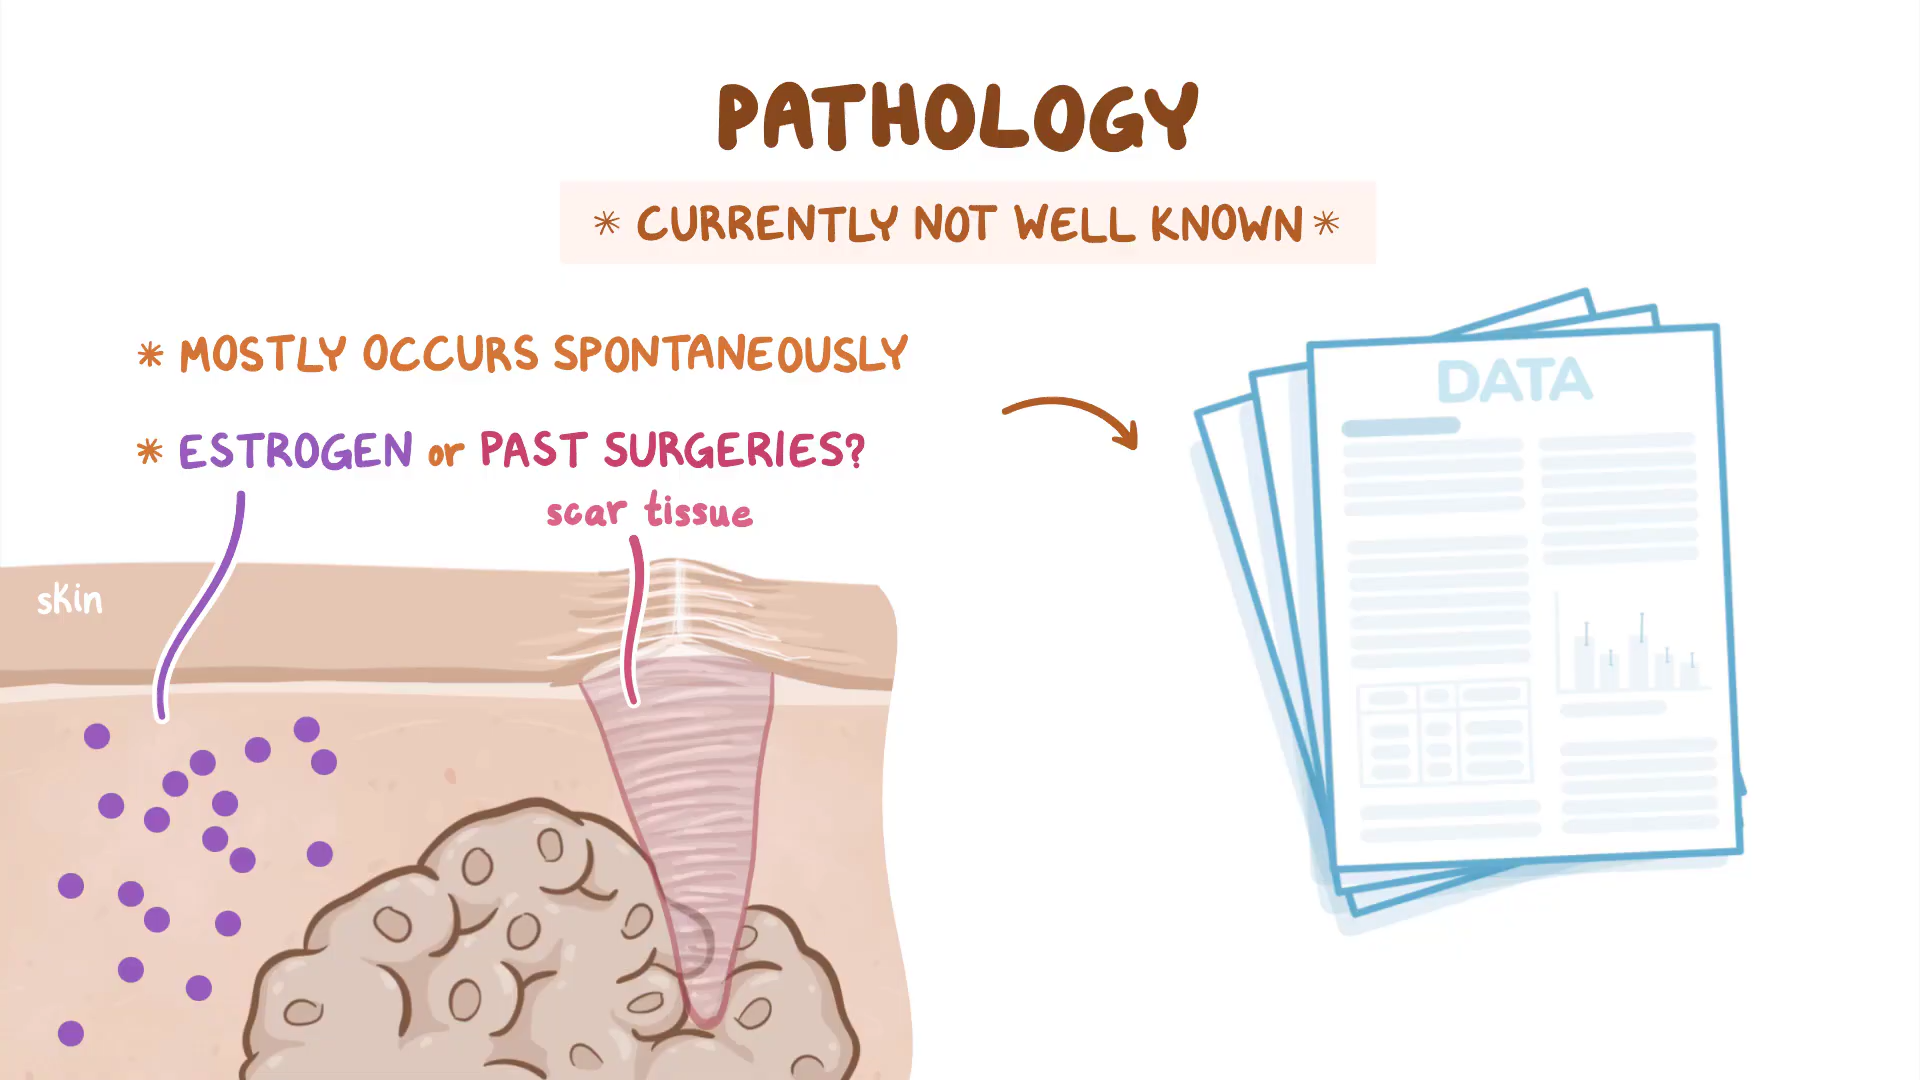 PATHOLOGY
* CURRENTLY NOT WELL KNOWN *
* MOSTLY OCCURS SPONTANEOUSLY
* ESTROGEN or PAST SURGERIES?
scar tissue
skin
DATA